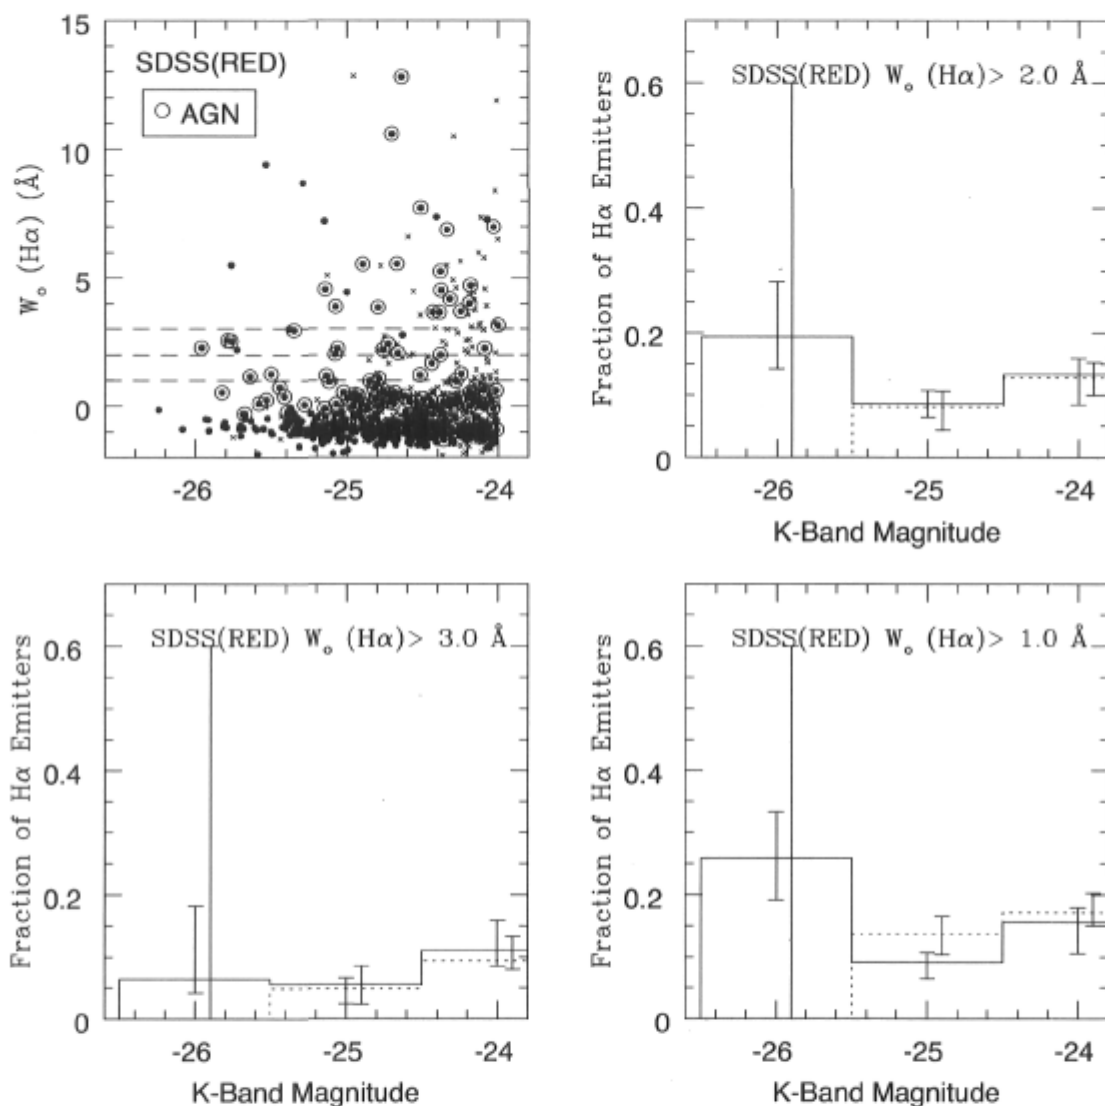 15
10
5
0
W₀ (Hα) (Å)
SDSS(RED)
AGN
-26 -25 -24
0.6
0.4
0.2
0
Fraction of Hα Emitters
SDSS(RED) W₀ (Hα)> 2.0 Å
-26 -25 -24
K-Band Magnitude
0.6
0.4
0.2
0
Fraction of Hα Emitters
SDSS(RED) W₀ (Hα)> 3.0 Å
-26 -25 -24
K-Band Magnitude
0.6
0.4
0.2
0
Fraction of Hα Emitters
SDSS(RED) W₀ (Hα)> 1.0 Å
-26 -25 -24
K-Band Magnitude